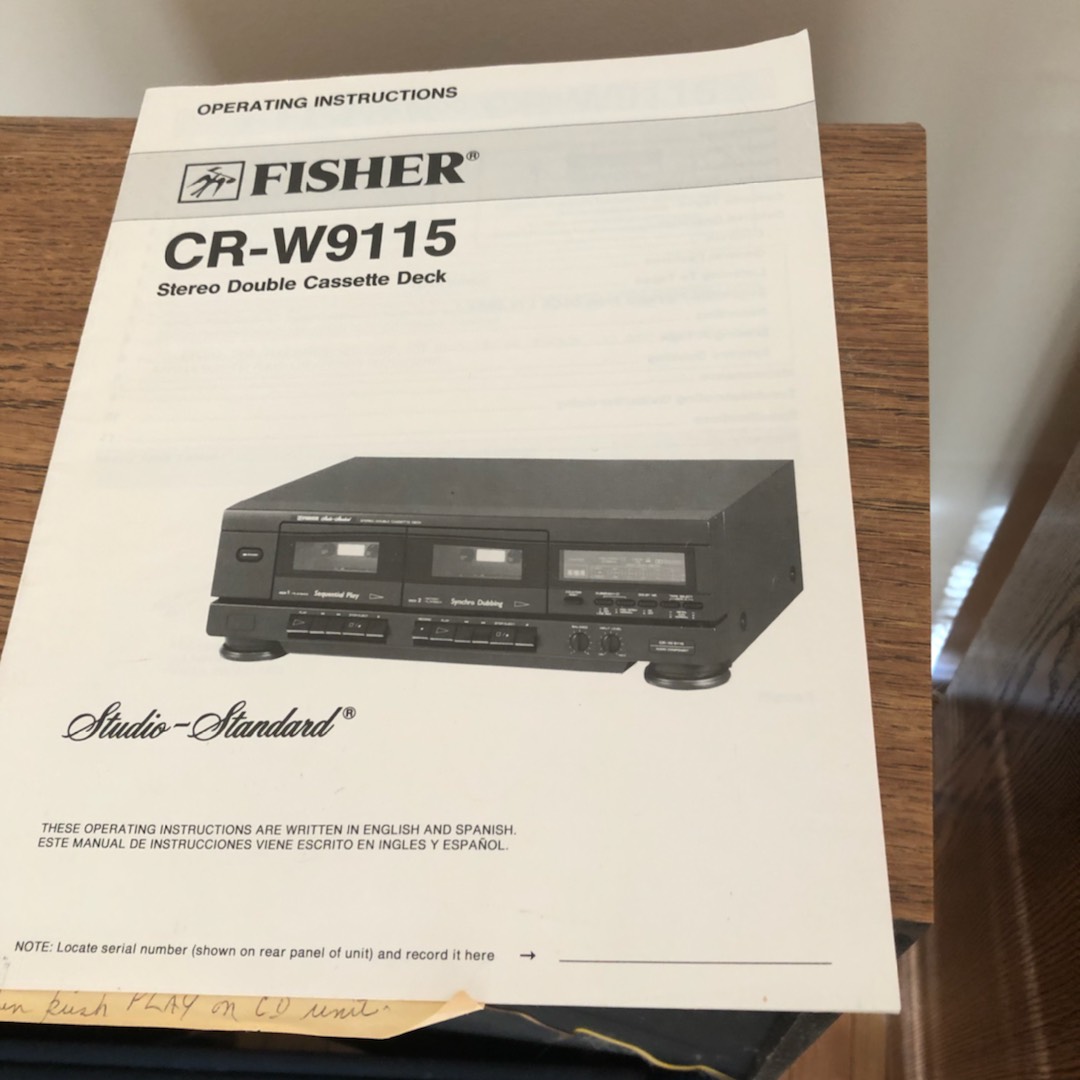 OPERATING INSTRUCTIONS
FISHER®
CR-W9115
Stereo Double Cassette Deck
Sequential Play
Synchro Dubbing
Studio-Standard®
THESE OPERATING INSTRUCTIONS ARE WRITTEN IN ENGLISH AND SPANISH.
ESTE MANUAL DE INSTRUCCIONES VIENE ESCRITO EN INGLES Y ESPAÑOL.
NOTE: Locate serial number (shown on rear panel of unit) and record it here →
push PLAY on CD unit.